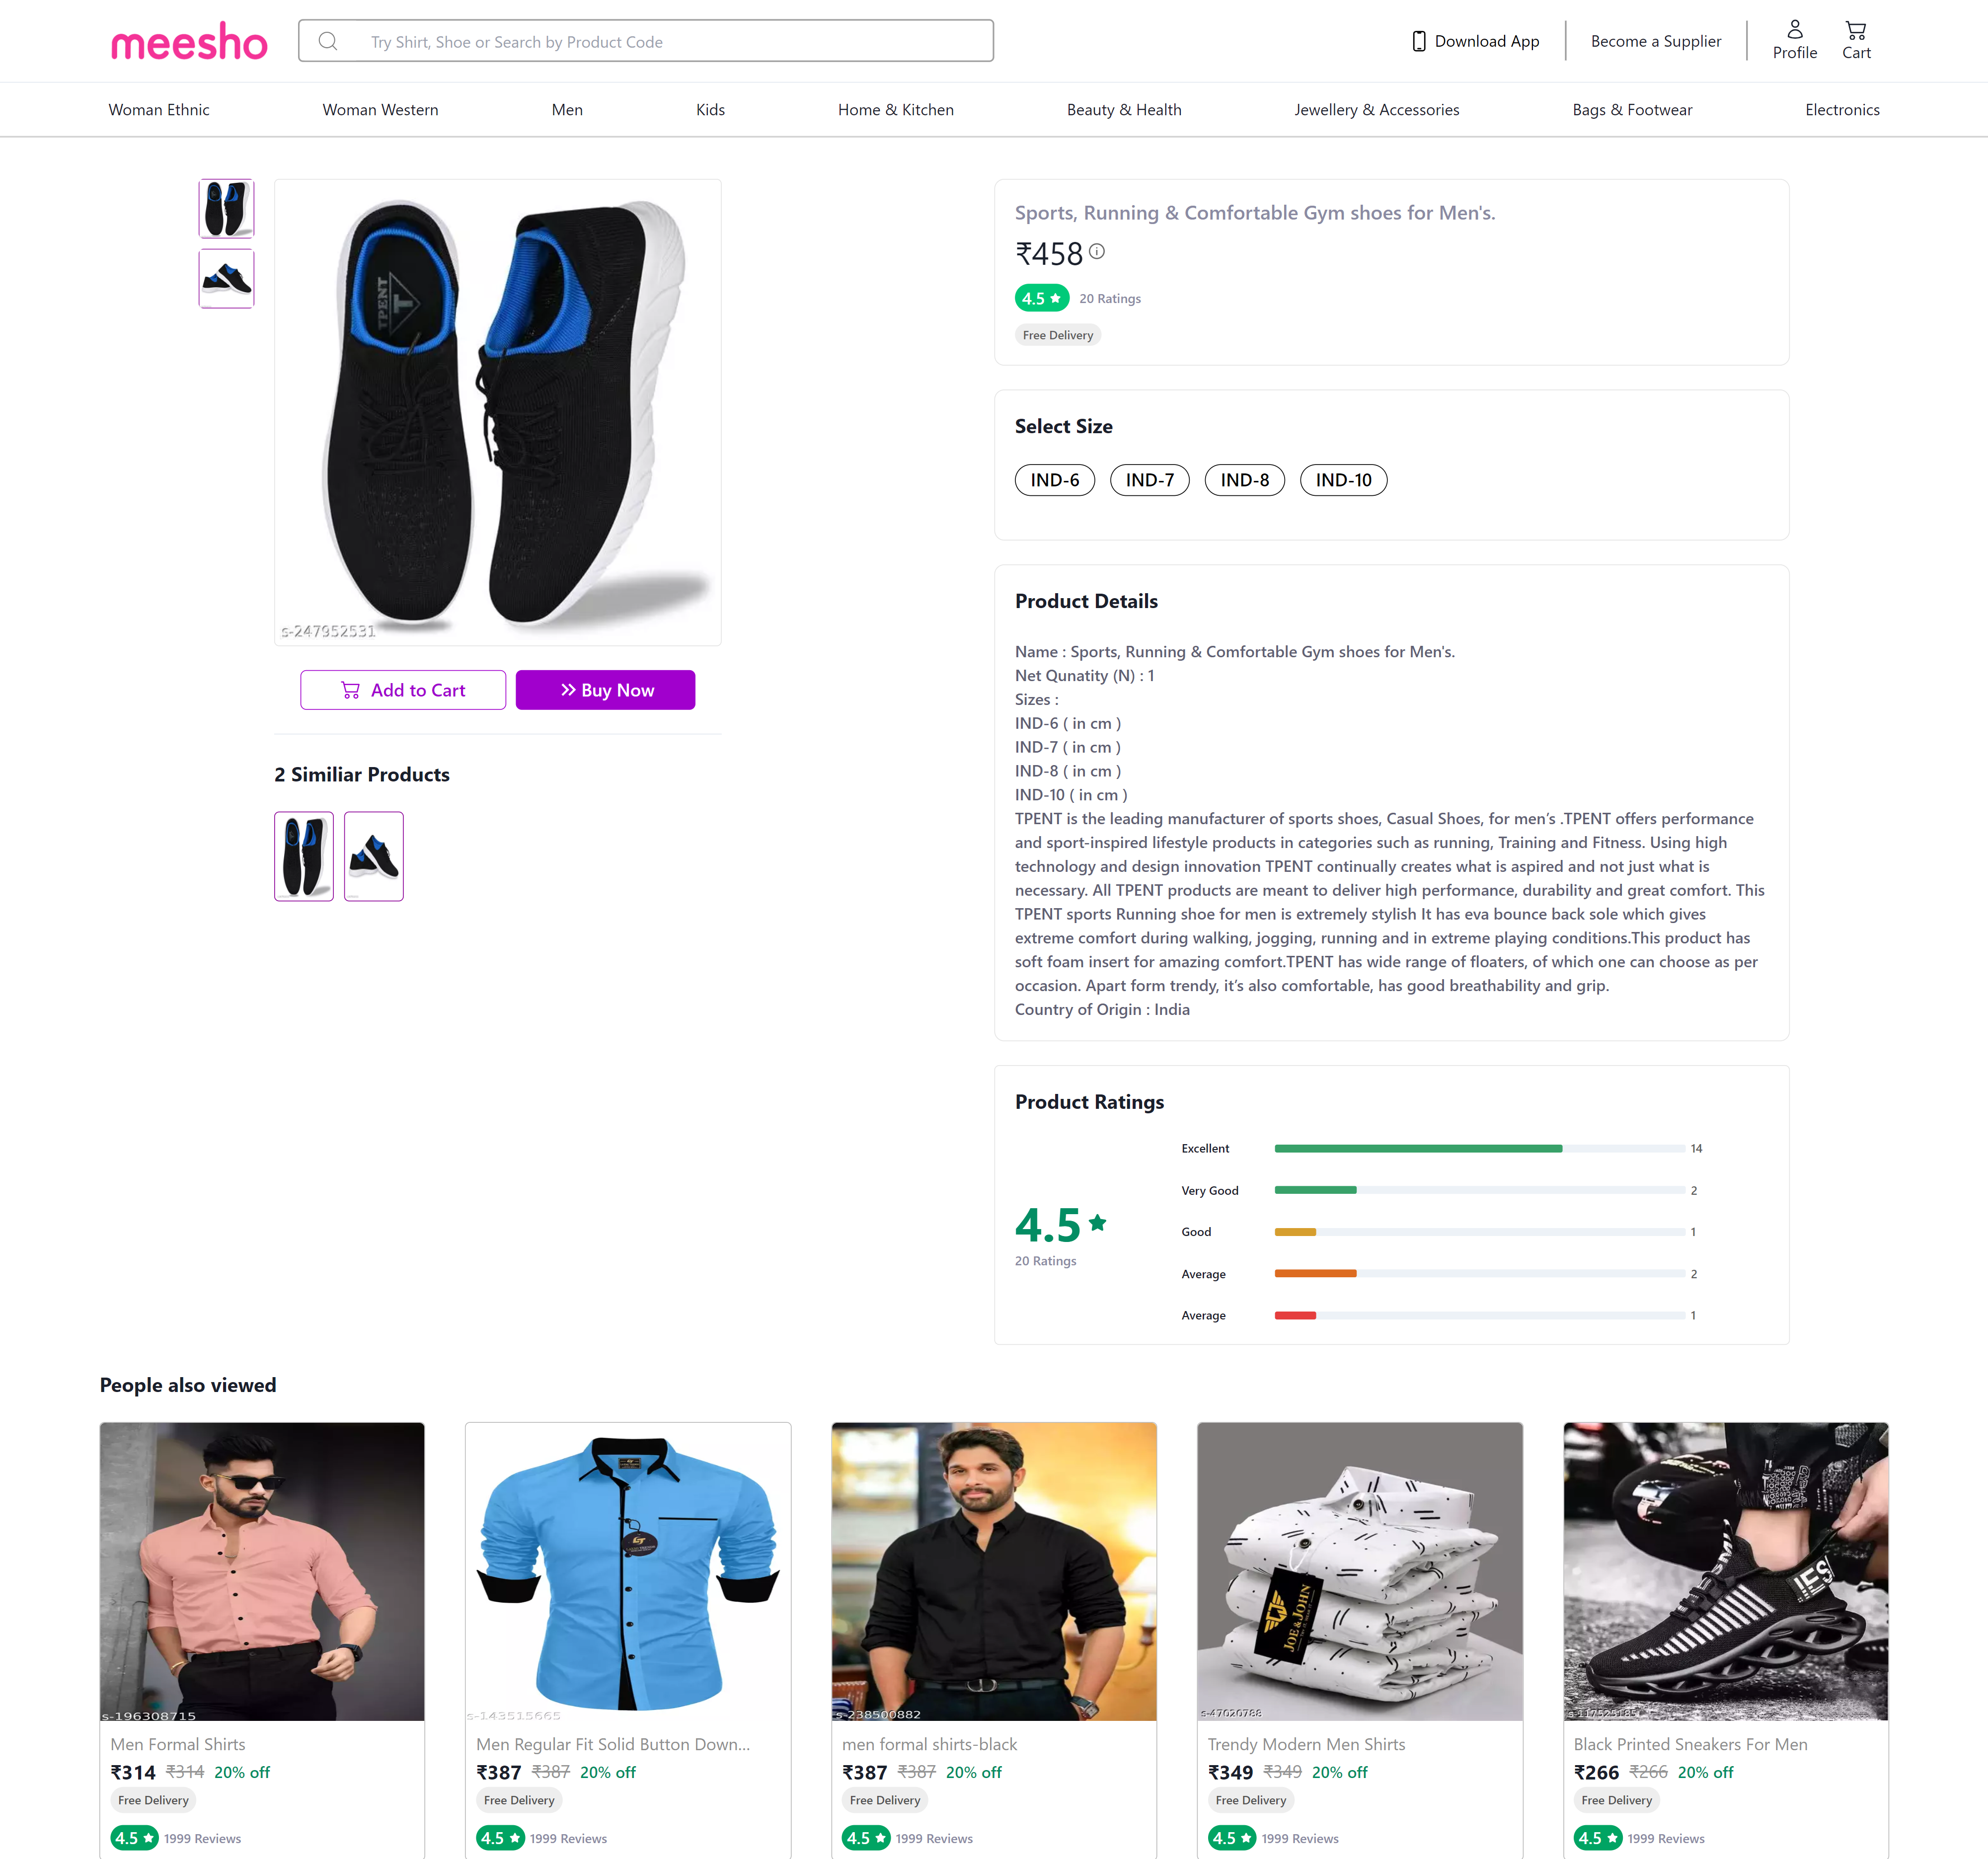 meesho
Try Shirt, Shoe or Search by Product Code
Download App
Become a Supplier
Profile
Cart
Woman Ethnic
Woman Western
Men
Kids
Home & Kitchen
Beauty & Health
Jewellery & Accessories
Bags & Footwear
Electronics
TPENT
T
s-247952531
Add to Cart
Buy Now
2 Similiar Products
Sports, Running & Comfortable Gym shoes for Men's.
₹458
4.5
20 Ratings
Free Delivery
Select Size
IND-6
IND-7
IND-8
IND-10
Product Details
Name : Sports, Running & Comfortable Gym shoes for Men's.
Net Qunatity (N) : 1
Sizes :
IND-6 ( in cm )
IND-7 ( in cm )
IND-8 ( in cm )
IND-10 ( in cm )
TPENT is the leading manufacturer of sports shoes, Casual Shoes, for men’s .TPENT offers performance
and sport-inspired lifestyle products in categories such as running, Training and Fitness. Using high
technology and design innovation TPENT continually creates what is aspired and not just what is
necessary. All TPENT products are meant to deliver high performance, durability and great comfort. This
TPENT sports Running shoe for men is extremely stylish It has eva bounce back sole which gives
extreme comfort during walking, jogging, running and in extreme playing conditions.This product has
soft foam insert for amazing comfort.TPENT has wide range of floaters, of which one can choose as per
occasion. Apart form trendy, it’s also comfortable, has good breathability and grip.
Country of Origin : India
Product Ratings
4.5
20 Ratings
Excellent 14
Very Good 2
Good 1
Average 2
Average 1
People also viewed
s-196308715
Men Formal Shirts
₹314 ₹314 20% off
Free Delivery
4.5 1999 Reviews
s-143515665
Men Regular Fit Solid Button Down...
₹387 ₹387 20% off
Free Delivery
4.5 1999 Reviews
s-238500882
men formal shirts-black
₹387 ₹387 20% off
Free Delivery
4.5 1999 Reviews
JOE & JOHN
s-47020788
Trendy Modern Men Shirts
₹349 ₹349 20% off
Free Delivery
4.5 1999 Reviews
s-117525185
Black Printed Sneakers For Men
₹266 ₹266 20% off
Free Delivery
4.5 1999 Reviews